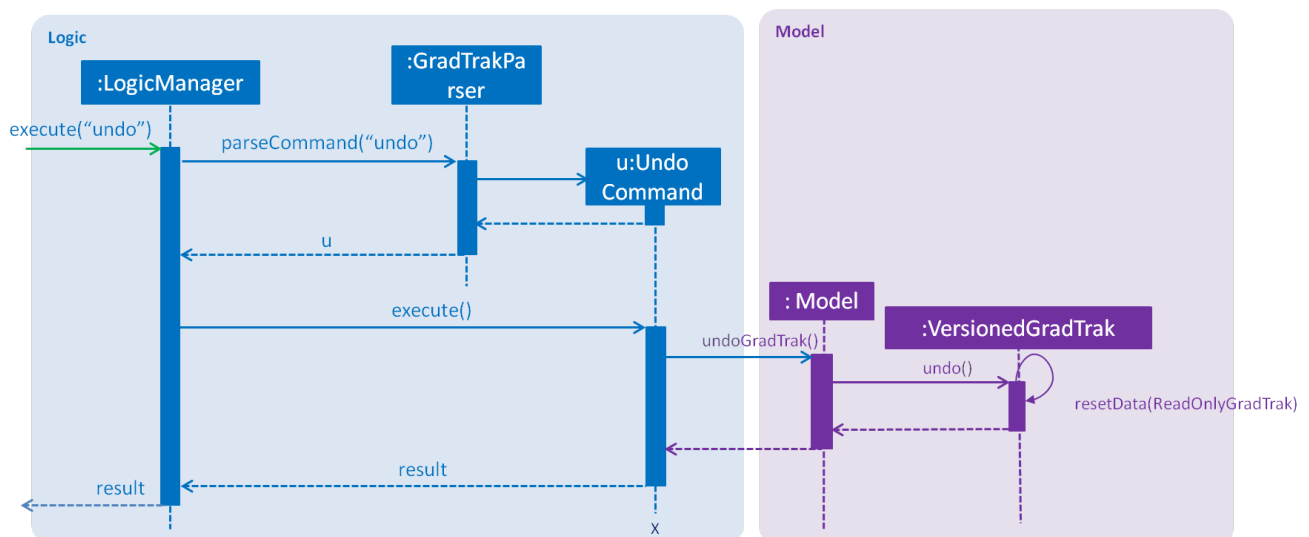 Logic
Model
:LogicManager
:GradTrakPa
rser
execute(“undo”)
parseCommand(“undo”)
u:Undo
Command
u
: Model
execute()
:VersionedGradTrak
undoGradTrak()
undo()
resetData(ReadOnlyGradTrak)
result
result
X